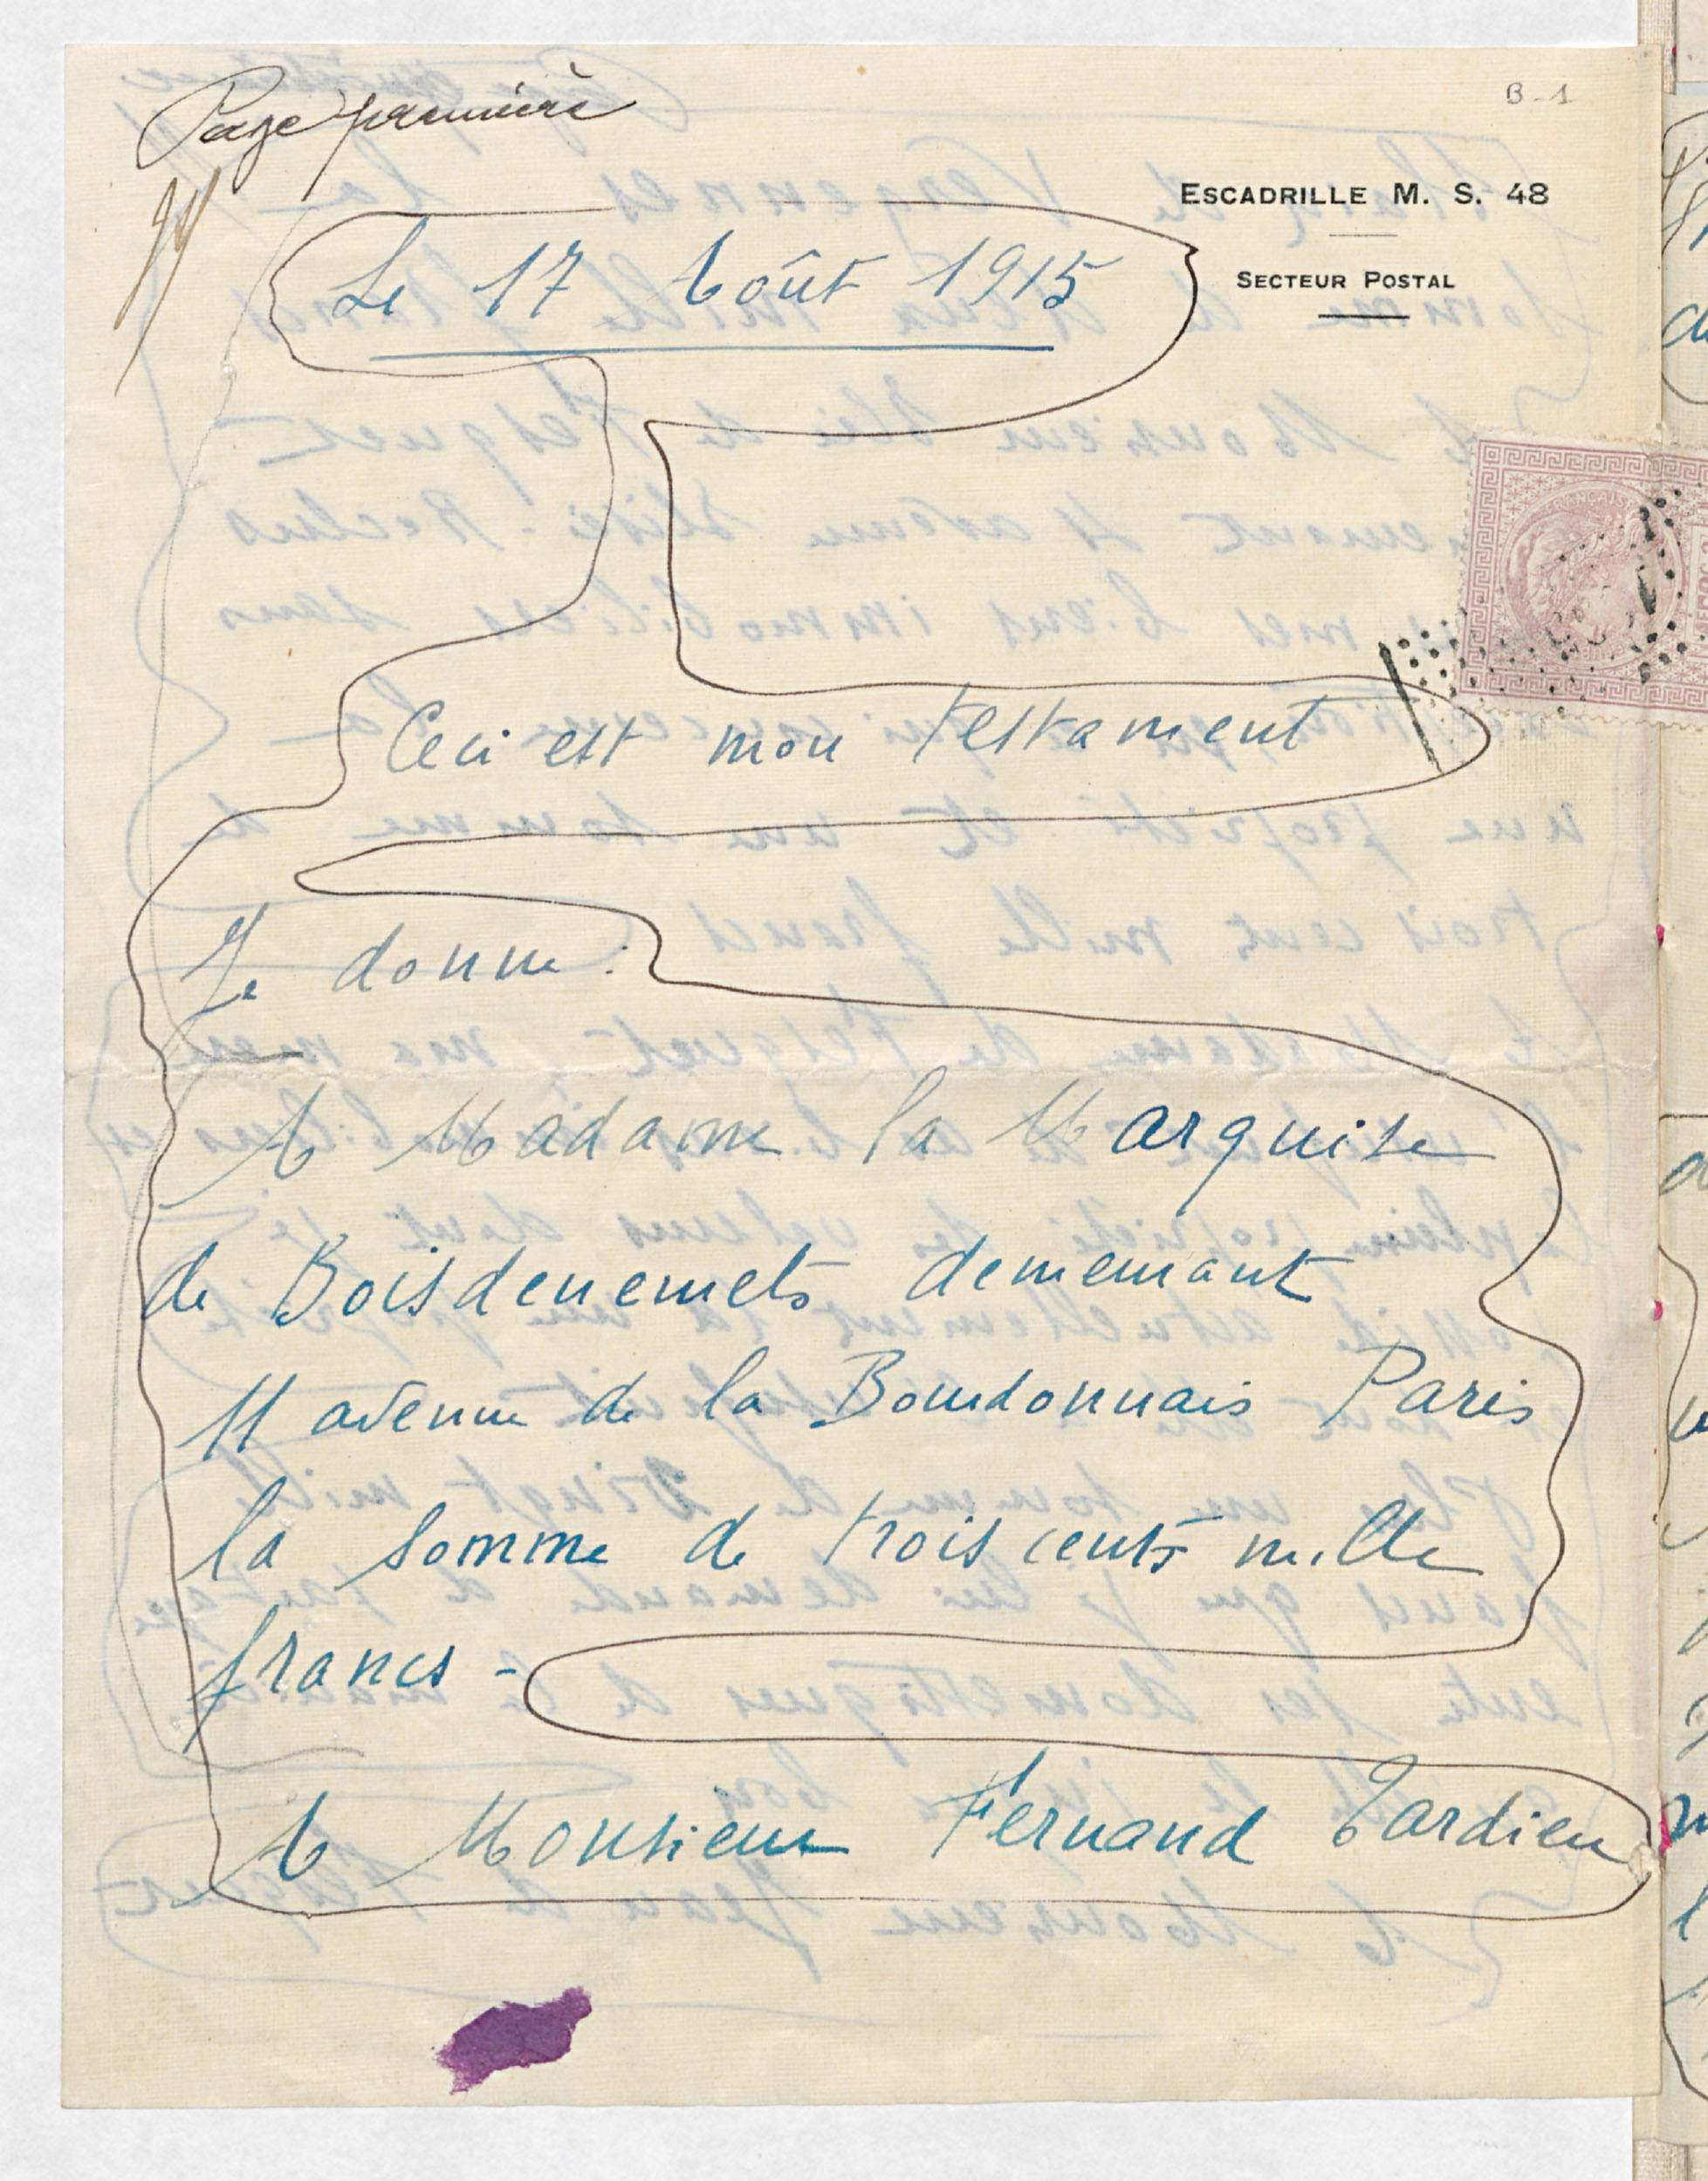 Page première
B-1
ESCADRILLE M. S. 48
SECTEUR POSTAL
Le 17 Août 1915
Ceci est mon testament
Je donne :
A Madame la Marquise
de Boisdenemets demeurant
11 avenue de la Bourdonnais Paris
la somme de trois cents mille
francs -
A Monsieur Fernand Tardieu